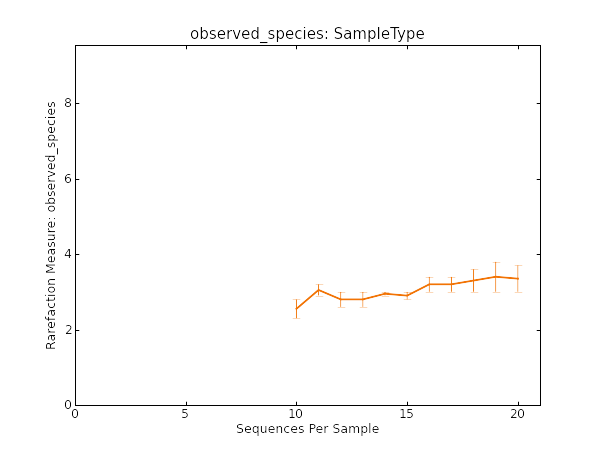 observed_species: SampleType
Rarefaction Measure: observed_species
8
6
4
2
0
0 5 10 15 20
Sequences Per Sample